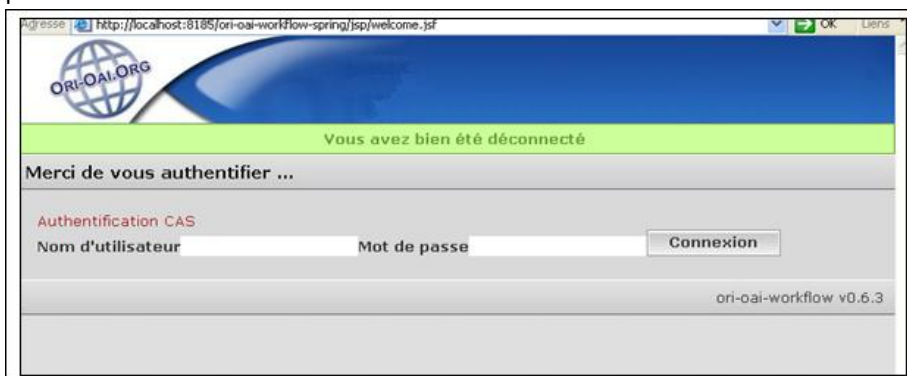 Adresse http://localhost:8185/ori-oai-workflow-spring/jsp/welcome.jsf OK Liens
ORI-OAI.ORG
Vous avez bien été déconnecté
Merci de vous authentifier ...
Authentification CAS
Nom d'utilisateur Mot de passe Connexion
ori-oai-workflow v0.6.3